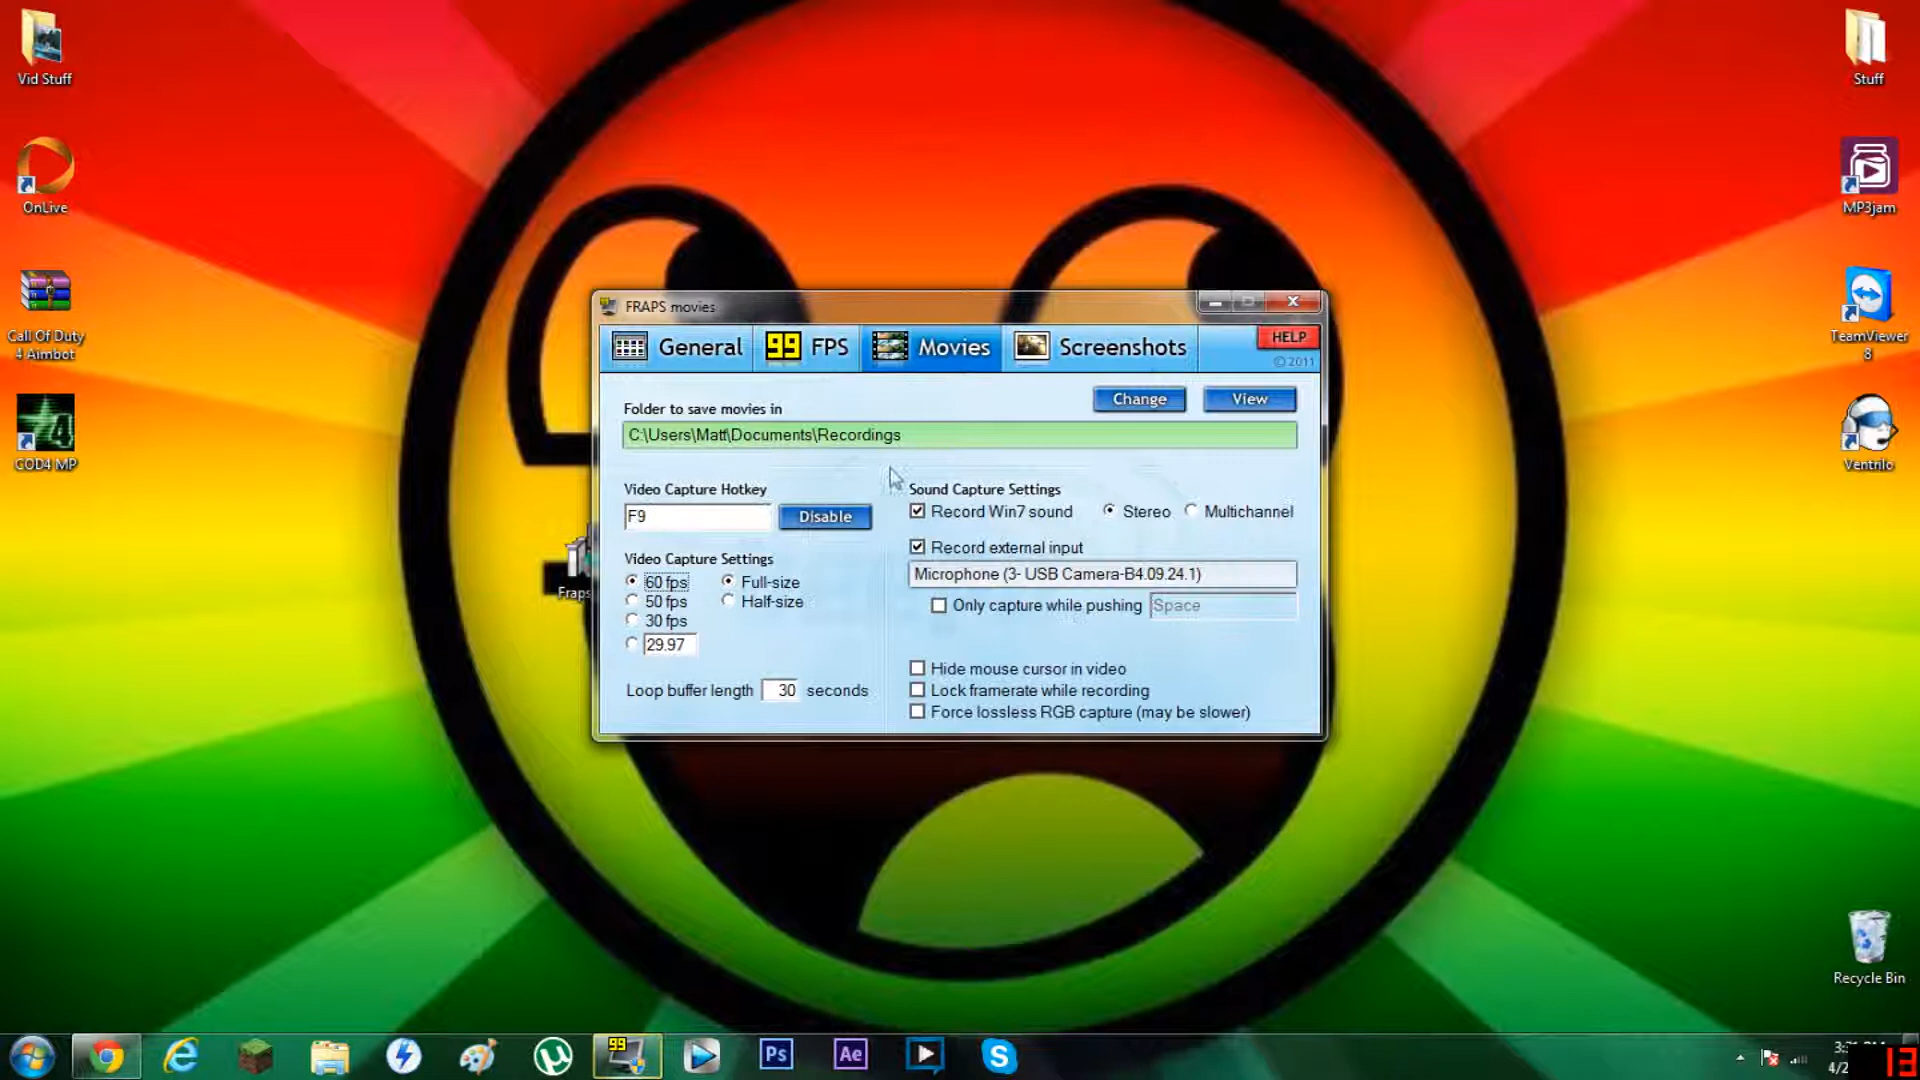 Vid Stuff
Stuff
OnLive
MP3jam
Call Of Duty
4 Aimbot
TeamViewer
8
COD4 MP
Ventrilo
99
FRAPS movies
General
99
FPS
Movies
Screenshots
HELP
© 2011
Folder to save movies in
Change
View
C:\Users\Matt\Documents\Recordings
Video Capture Hotkey
F9
Disable
Sound Capture Settings
Record Win7 sound
Stereo
Multichannel
Video Capture Settings
60 fps
Full-size
50 fps
Half-size
30 fps
29.97
Record external input
Microphone (3- USB Camera-B4.09.24.1)
Only capture while pushing
Space
Loop buffer length 30 seconds
Hide mouse cursor in video
Lock framerate while recording
Force lossless RGB capture (may be slower)
Fraps
Recycle Bin
99
Ps
Ae
4/2
13